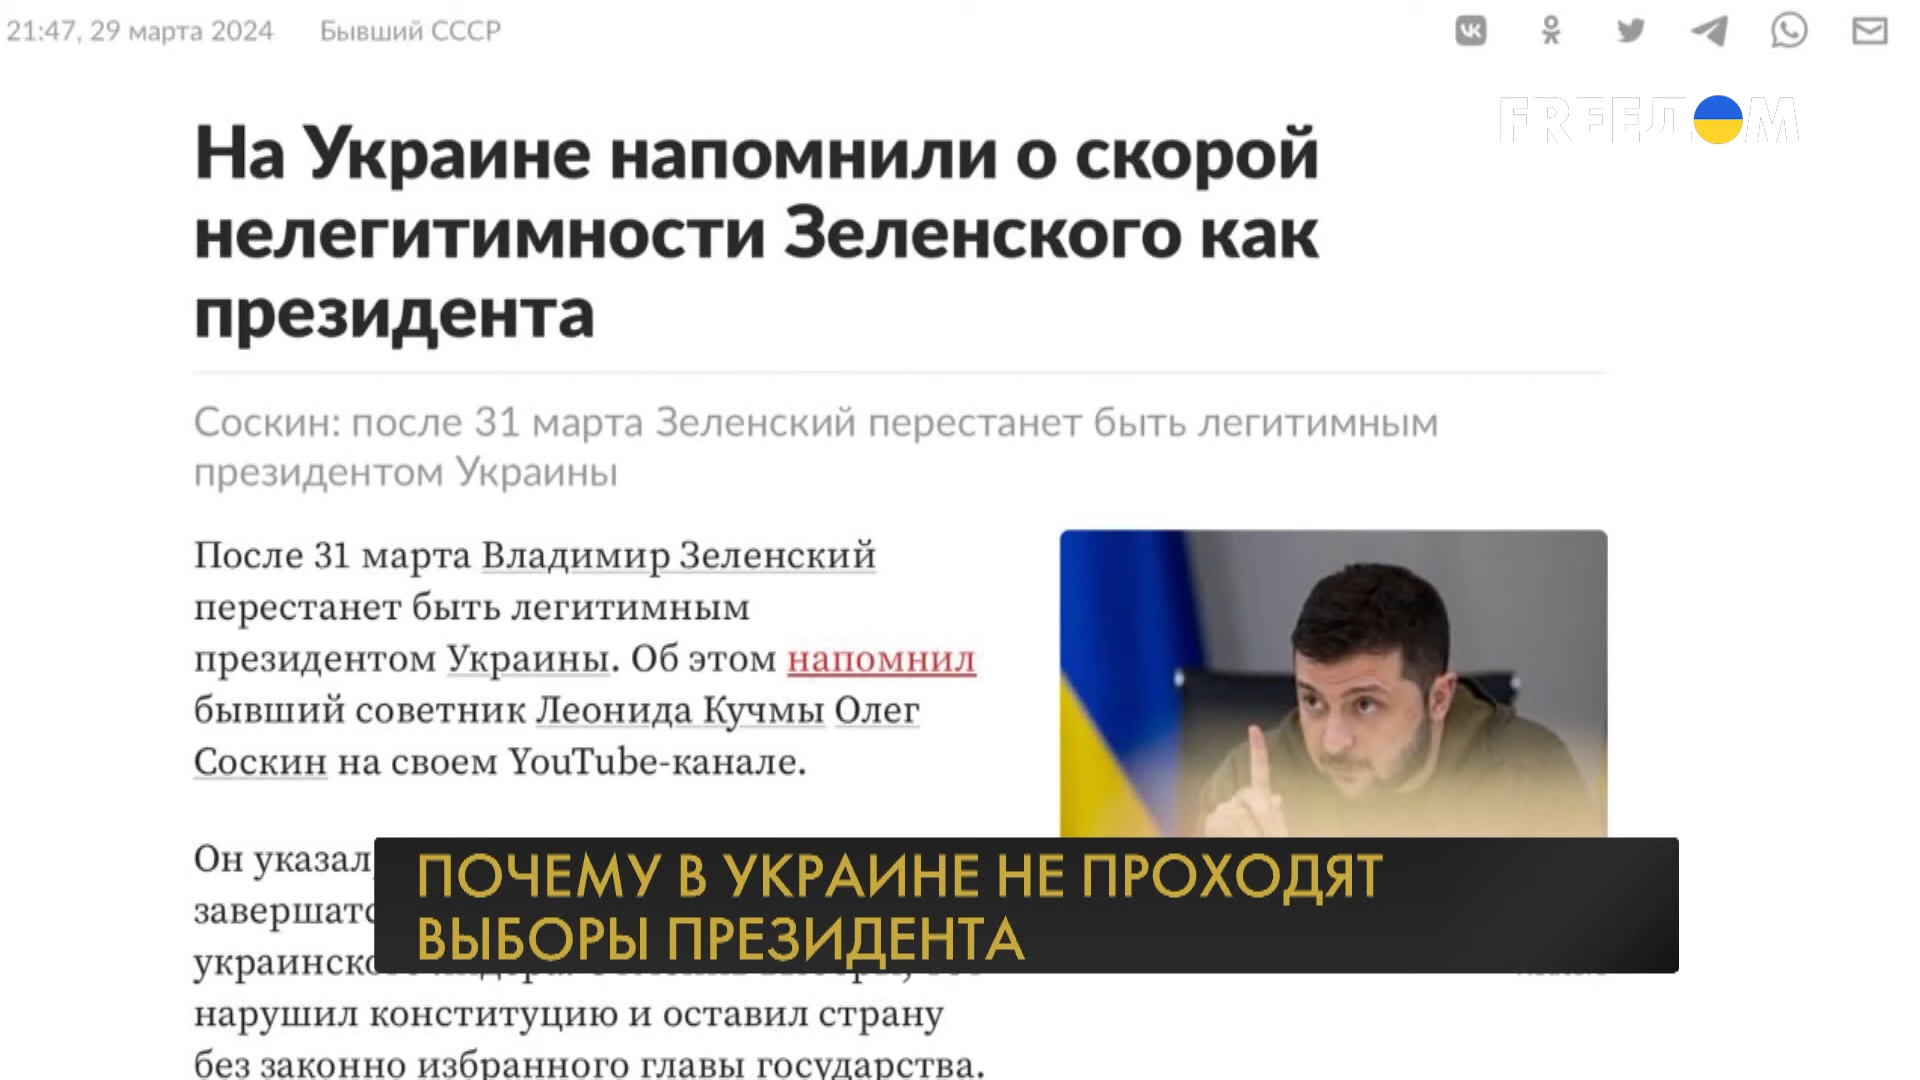 21:47, 29 марта 2024 Бывший СССР
FREEДOM
На Украине напомнили о скорой
нелегитимности Зеленского как
президента
Соскин: после 31 марта Зеленский перестанет быть легитимным
президентом Украины
После 31 марта Владимир Зеленский
перестанет быть легитимным
президентом Украины. Об этом напомнил
бывший советник Леонида Кучмы Олег
Соскин на своем YouTube-канале.
Он указал,
ПОЧЕМУ В УКРАИНЕ НЕ ПРОХОДЯТ
ВЫБОРЫ ПРЕЗИДЕНТА
нарушил конституцию и оставил страну
без законно избранного главы государства.